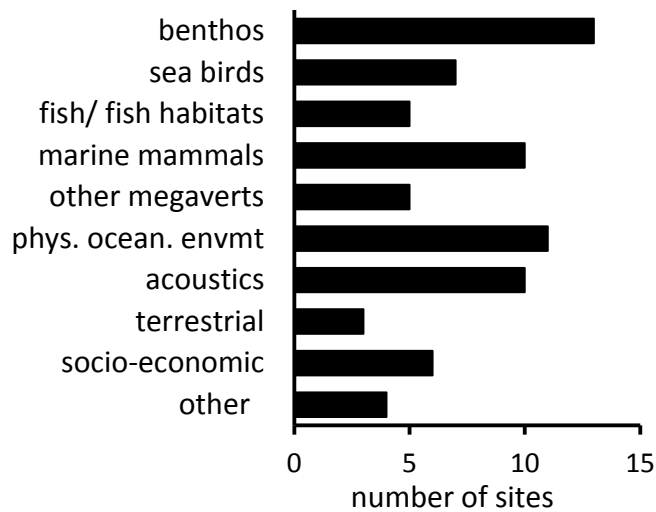 benthos
sea birds
fish/ fish habitats
marine mammals
other megaverts
phys. ocean. envmt
acoustics
terrestrial
socio-economic
other
0 5 10 15
number of sites